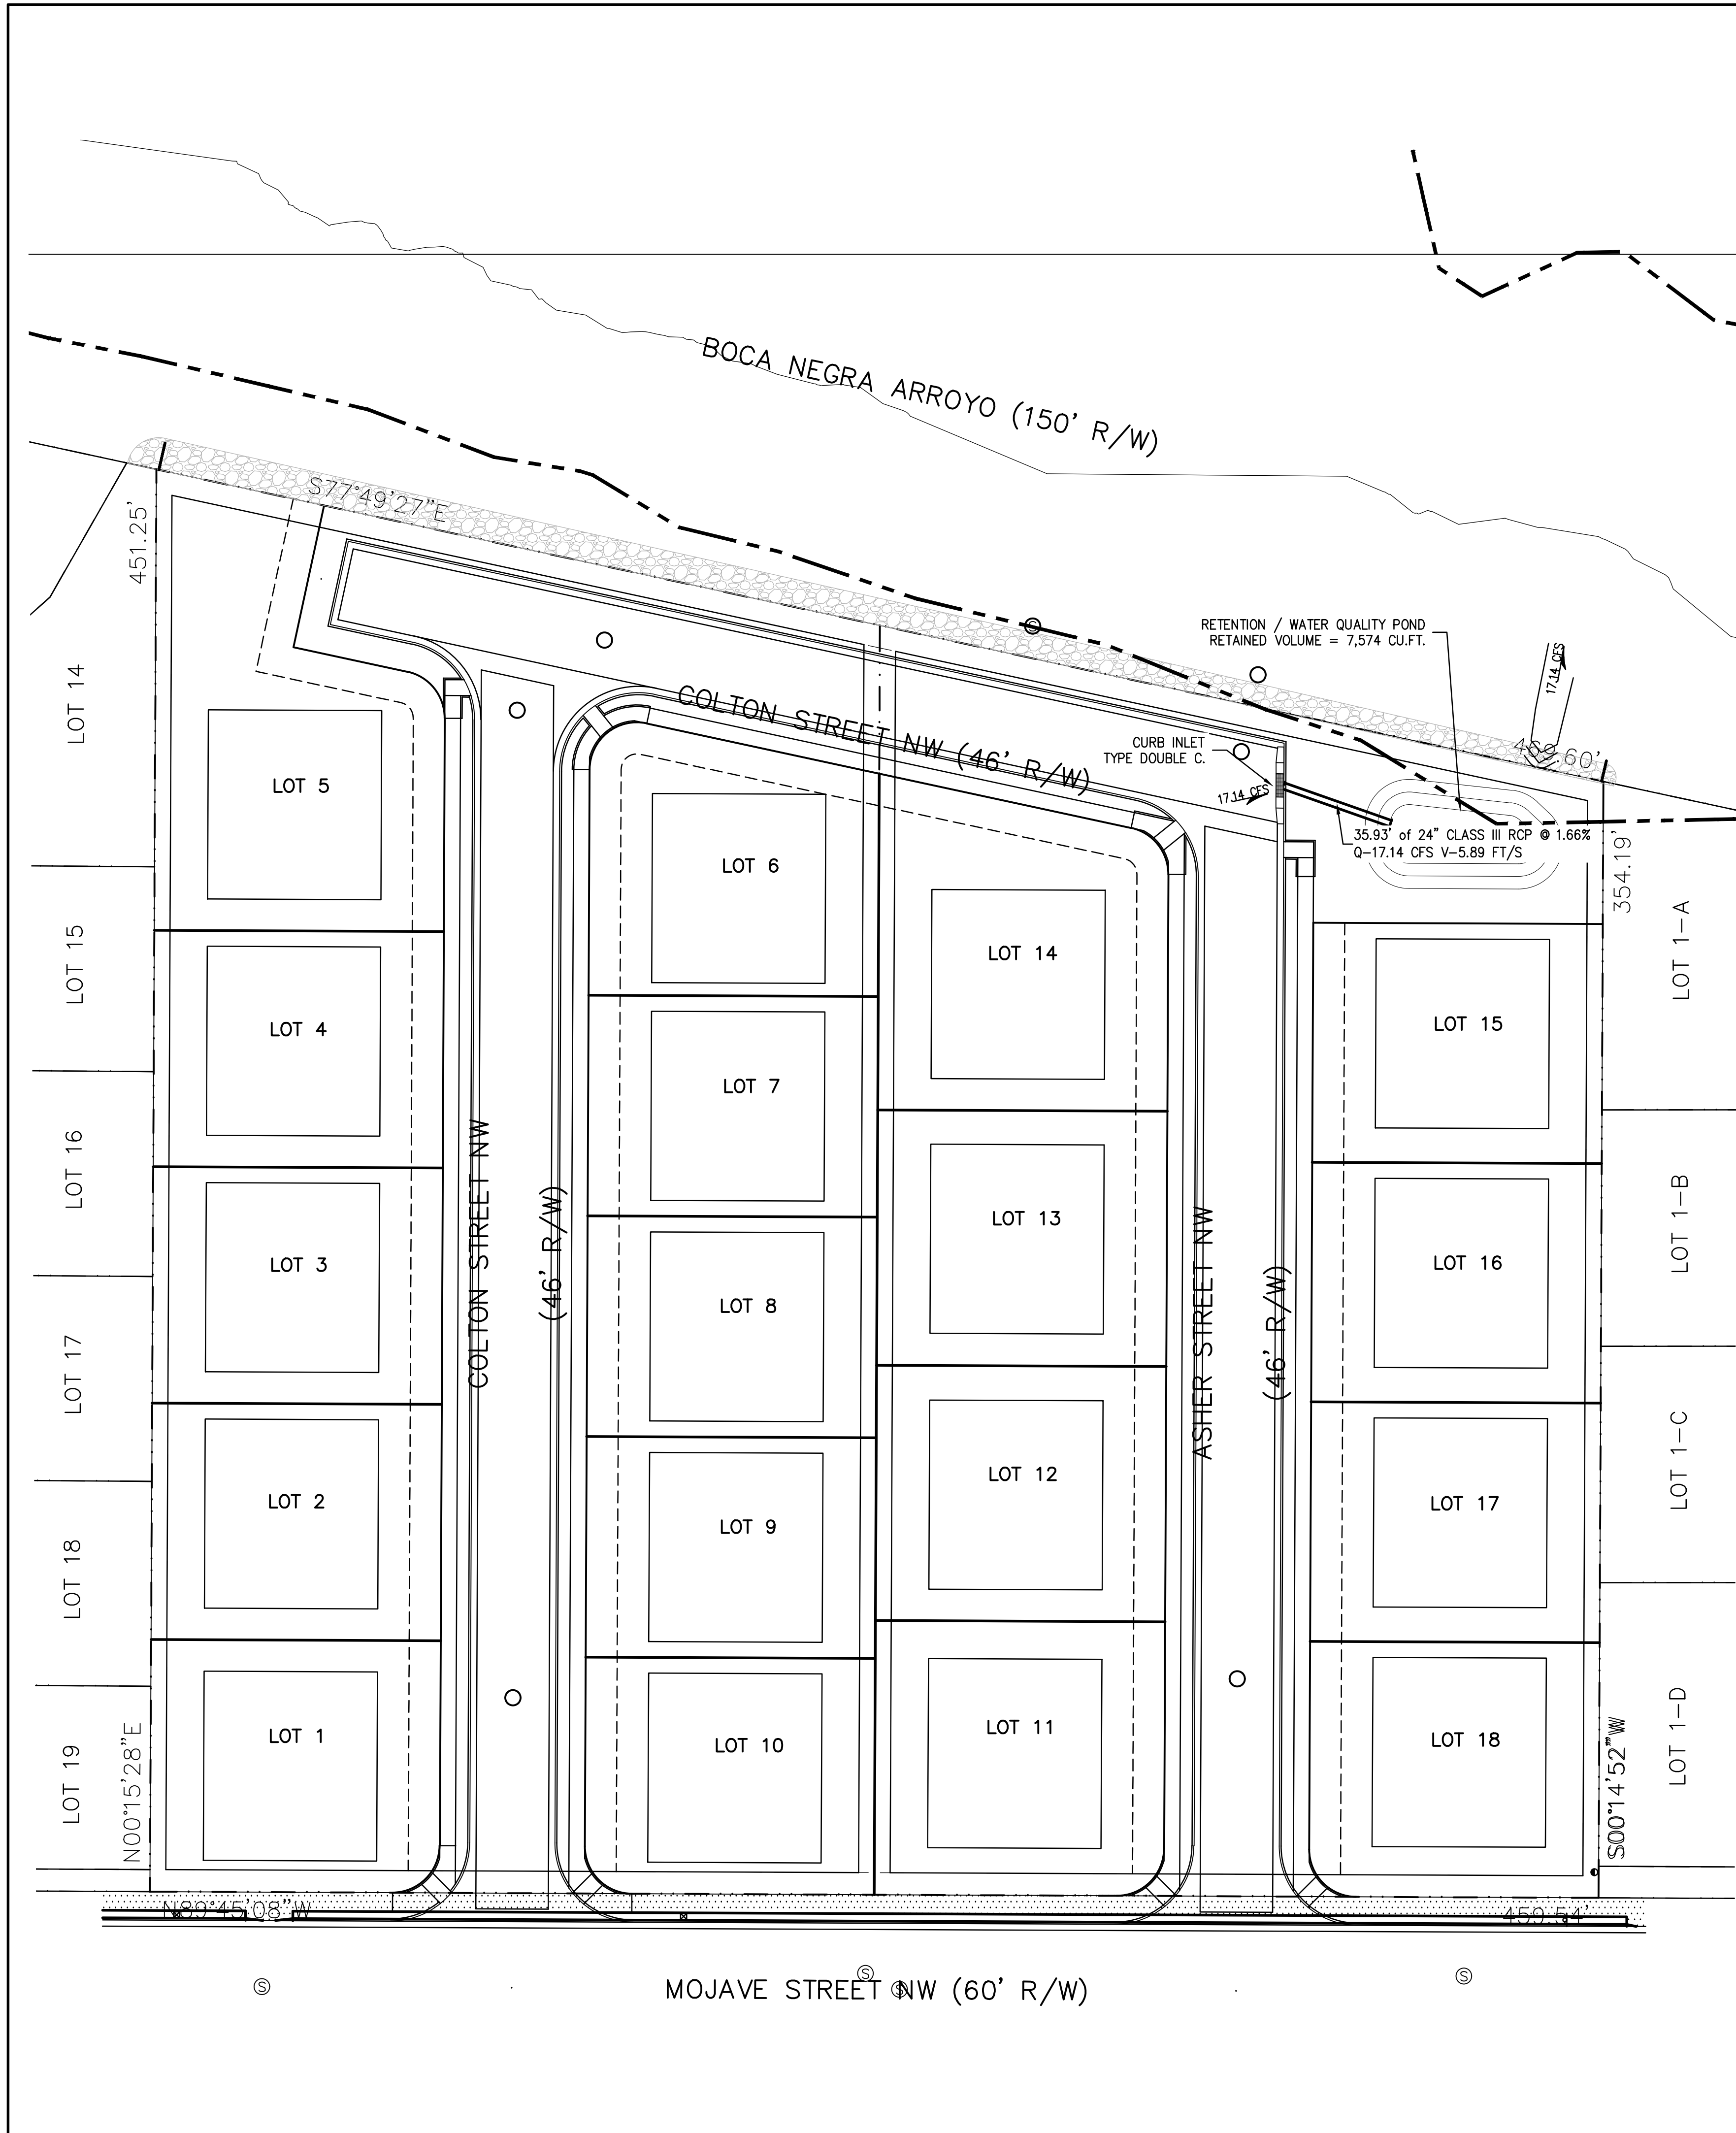 BOCA NEGRA ARROYO (150' R/W)
S77°49'27"E
451.25'
RETENTION / WATER QUALITY POND
RETAINED VOLUME = 7,574 CU.FT.
17.14 CFS
COLTON STREET NW (46' R/W)
CURB INLET
TYPE DOUBLE C.
17.14 CFS
35.93' of 24" CLASS III RCP @ 1.66%
Q-17.14 CFS V-5.89 FT/S
354.19'
LOT 14
LOT 15
LOT 16
LOT 17
LOT 18
LOT 19
LOT 5
LOT 4
LOT 3
LOT 2
LOT 1
COLTON STREET NW
(46' R/W)
LOT 6
LOT 7
LOT 8
LOT 9
LOT 10
LOT 14
LOT 13
LOT 12
LOT 11
ASHER STREET NW
(46' R/W)
LOT 15
LOT 16
LOT 17
LOT 18
LOT 1-A
LOT 1-B
LOT 1-C
LOT 1-D
N00°15'28"E
S00°14'52"W
N89°45'08" W
459.54'
S
S
S
S
MOJAVE STREET NW (60' R/W)